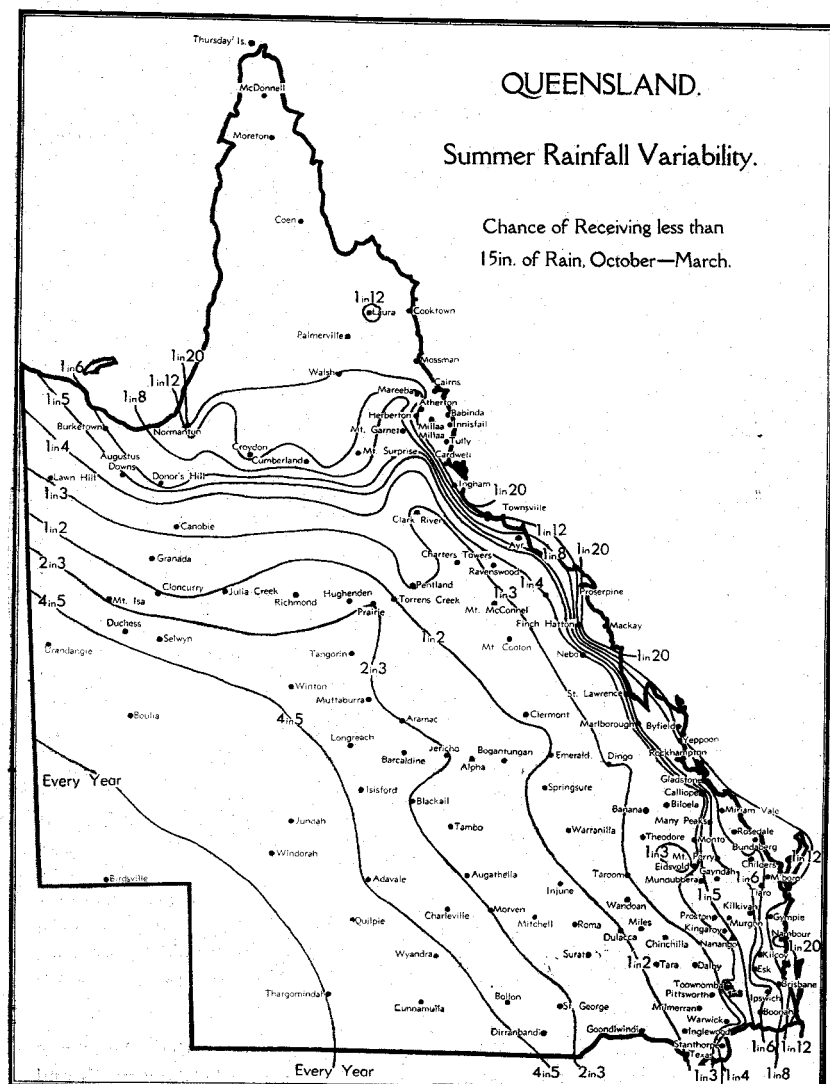 QUEENSLAND.
Summer Rainfall Variability.
Chance of Receiving less than
15in. of Rain, October—March.
Thursday Is.
McDonnell
Moreton
Coen
1 in 12
Laura
Cooktown
Palmerville
Mossman
1 in 20
1 in 6
1 in 12
Walsh
Cairns
1 in 8
Mareeba
1 in 5
Atherton
Herberton
Babinda
Burketown
Normanton
Millaa
Millaa
Innisfail
Mt. Garnet
Tully
1 in 4
Croydon
Augustus
Downs
Cumberland
Mt. Surprise
Cardwell
Lawn Hill
Donor's Hill
Ingham
1 in 3
1 in 20
Townsville
Clark River
1 in 2
Canobie
1 in 12
Ayr
1 in 8
1 in 20
2 in 3
Granada
Charters Towers
Ravenswood
1 in 4
Cloncurry
Julia Creek
Richmond
Hughenden
Pentland
1 in 3
Proserpine
4 in 5
Mt. Isa
Prairie
Torrens Creek
Mt. McConnel
Duchess
Selwyn
1 in 2
Finch Hatton
Mackay
Urandangie
Mt Coolon
Tangorin
Nebo
1 in 20
2 in 3
Winton
St. Lawrence
Muttaburra
Boulia
4 in 5
Aramac
Clermont
Marlborough
Byfield
Longreach
Yeppoon
Jericho
Barcaldine
Alpha
Bogantungan
Emerald.
Dingo
Rockhampton
Every Year
Gladstone
Isisford
Springsure
Calliope
Blackall
Banana
Biloela
Miriam Vale
Jundah
Tambo
Many Peaks
Warranilla
Theodore
Monto
Rosedale
Bundaberg
Windorah
1 in 3
Mt. Perry
Childers
1 in 12
Eidsvold
Gayndah
Birdsville
Adavale
Augathella
Injune
Taroom
Mundubbera
1 in 6
M'boro
Tiaro
1 in 5
Wandoan
Kilkivan
Quilpie
Charleville
Morven
Mitchell
Roma
Miles
Proston
Murgon
Gympie
Dulacca
Kingaroy
Nambour
Chinchilla
Nanango
1 in 20
Wyandra
Surat
1 in 2
Tara
Dalby
Kilcoy
Esk
Toowoomba
Brisbane
Thargomindah
Cunnamulla
Bollon
St. George
Pittsworth
Ipswich
Milmerran
Boonah
Dirranbandi
Goondiwindi
Warwick
Inglewood
Stanthorpe
Texas
1 in 6
1 in 12
Every Year
4 in 5
2 in 3
1 in 3
1 in 4
1 in 8